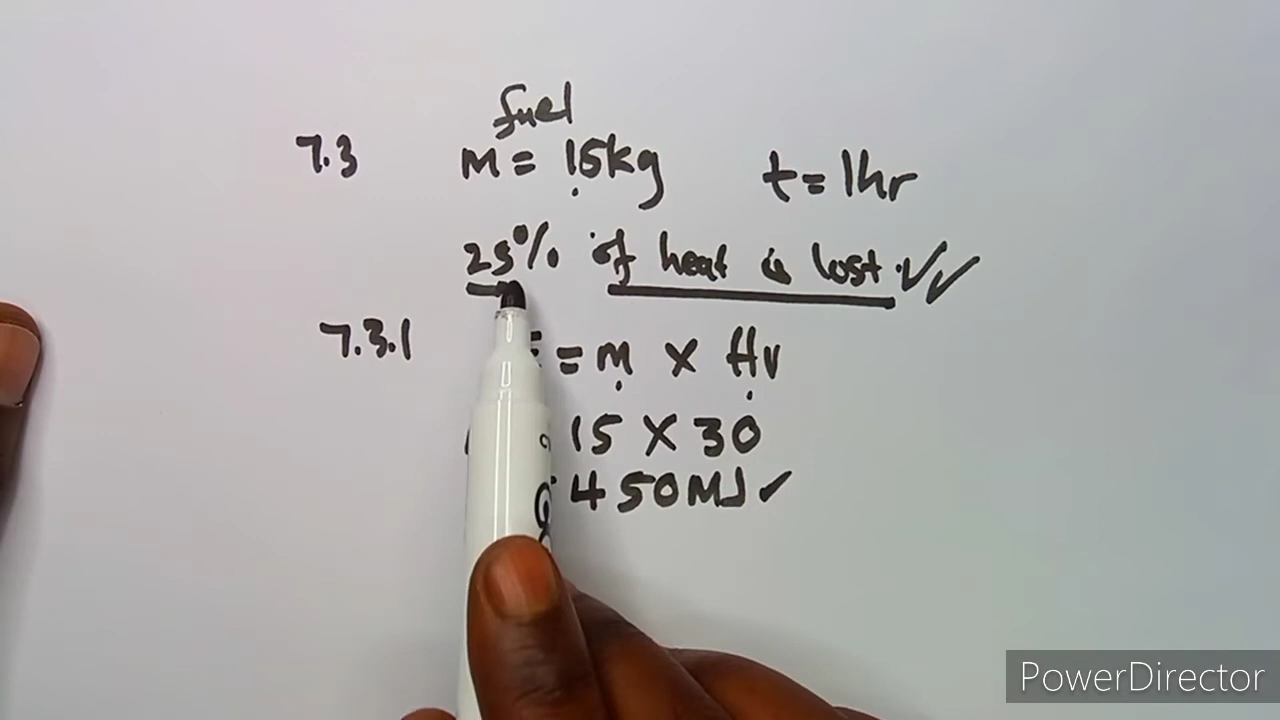 fuel
7.3 m = 15kg t = 1hr
25% of heat is lost.✓✓
7.3.1 = m × Hv
15 × 30
450MJ ✓
PowerDirector